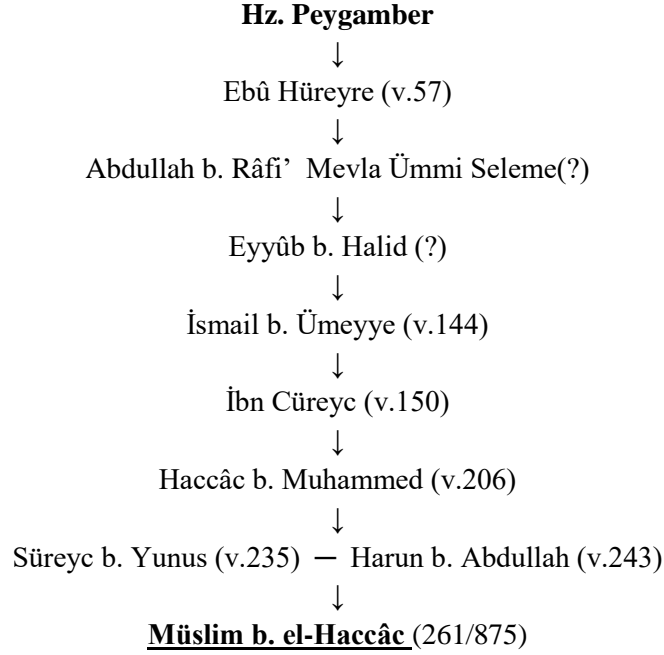 Hz. Peygamber
↓
Ebû Hüreyre (v.57)
↓
Abdullah b. Râfi’ Mevla Ümmi Seleme(?)
↓
Eyyûb b. Halid (?)
↓
İsmail b. Ümeyye (v.144)
↓
İbn Cüreyc (v.150)
↓
Haccâc b. Muhammed (v.206)
↓
Süreyc b. Yunus (v.235) − Harun b. Abdullah (v.243)
↓
Müslim b. el-Haccâc (261/875)